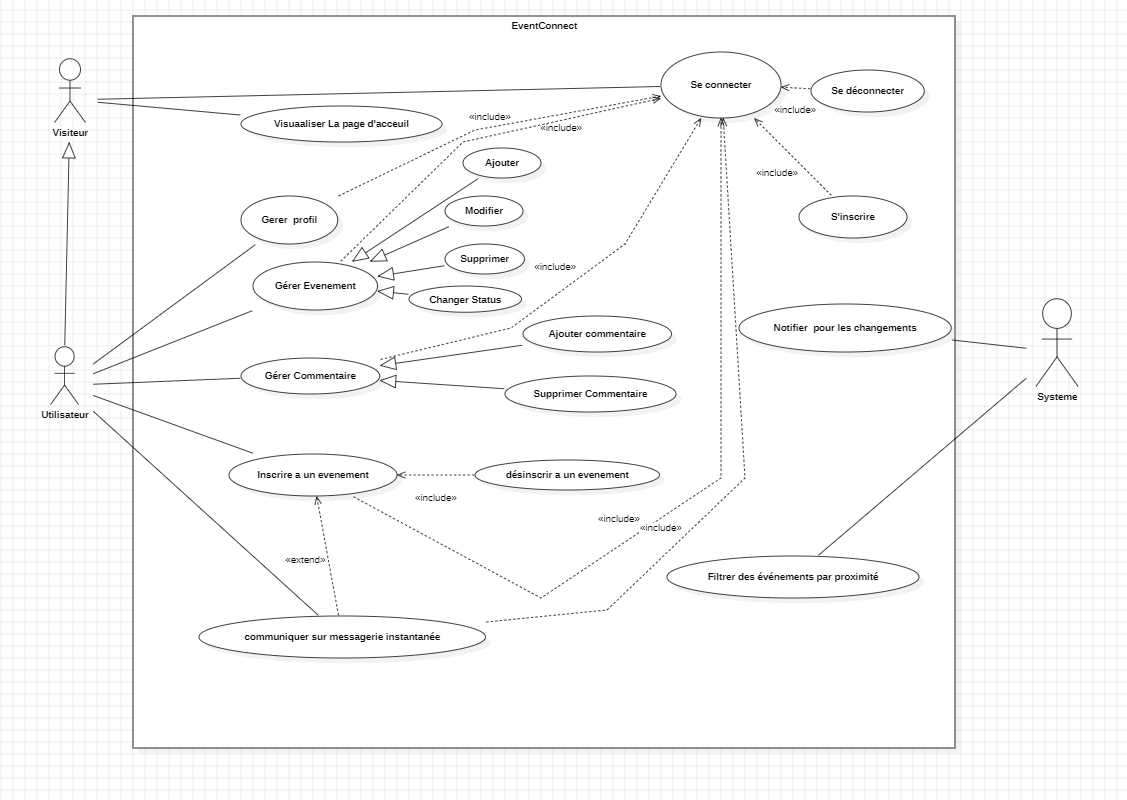 EventConnect
Se connecter
Se déconnecter
«include»
Visiteur
Visuaaliser La page d'acceuil
«include»
«include»
Ajouter
«include»
Modifier
S'inscrire
Gerer  profil
Supprimer
«include»
Gérer Evenement
Changer Status
Ajouter commentaire
Notifier  pour les changements
Gérer Commentaire
Supprimer Commentaire
Systeme
Utilisateur
Inscrire a un evenement
désinscrir a un evenement
«include»
«include»
«include»
«extend»
Filtrer des événements par proximité
communiquer sur messagerie instantanée